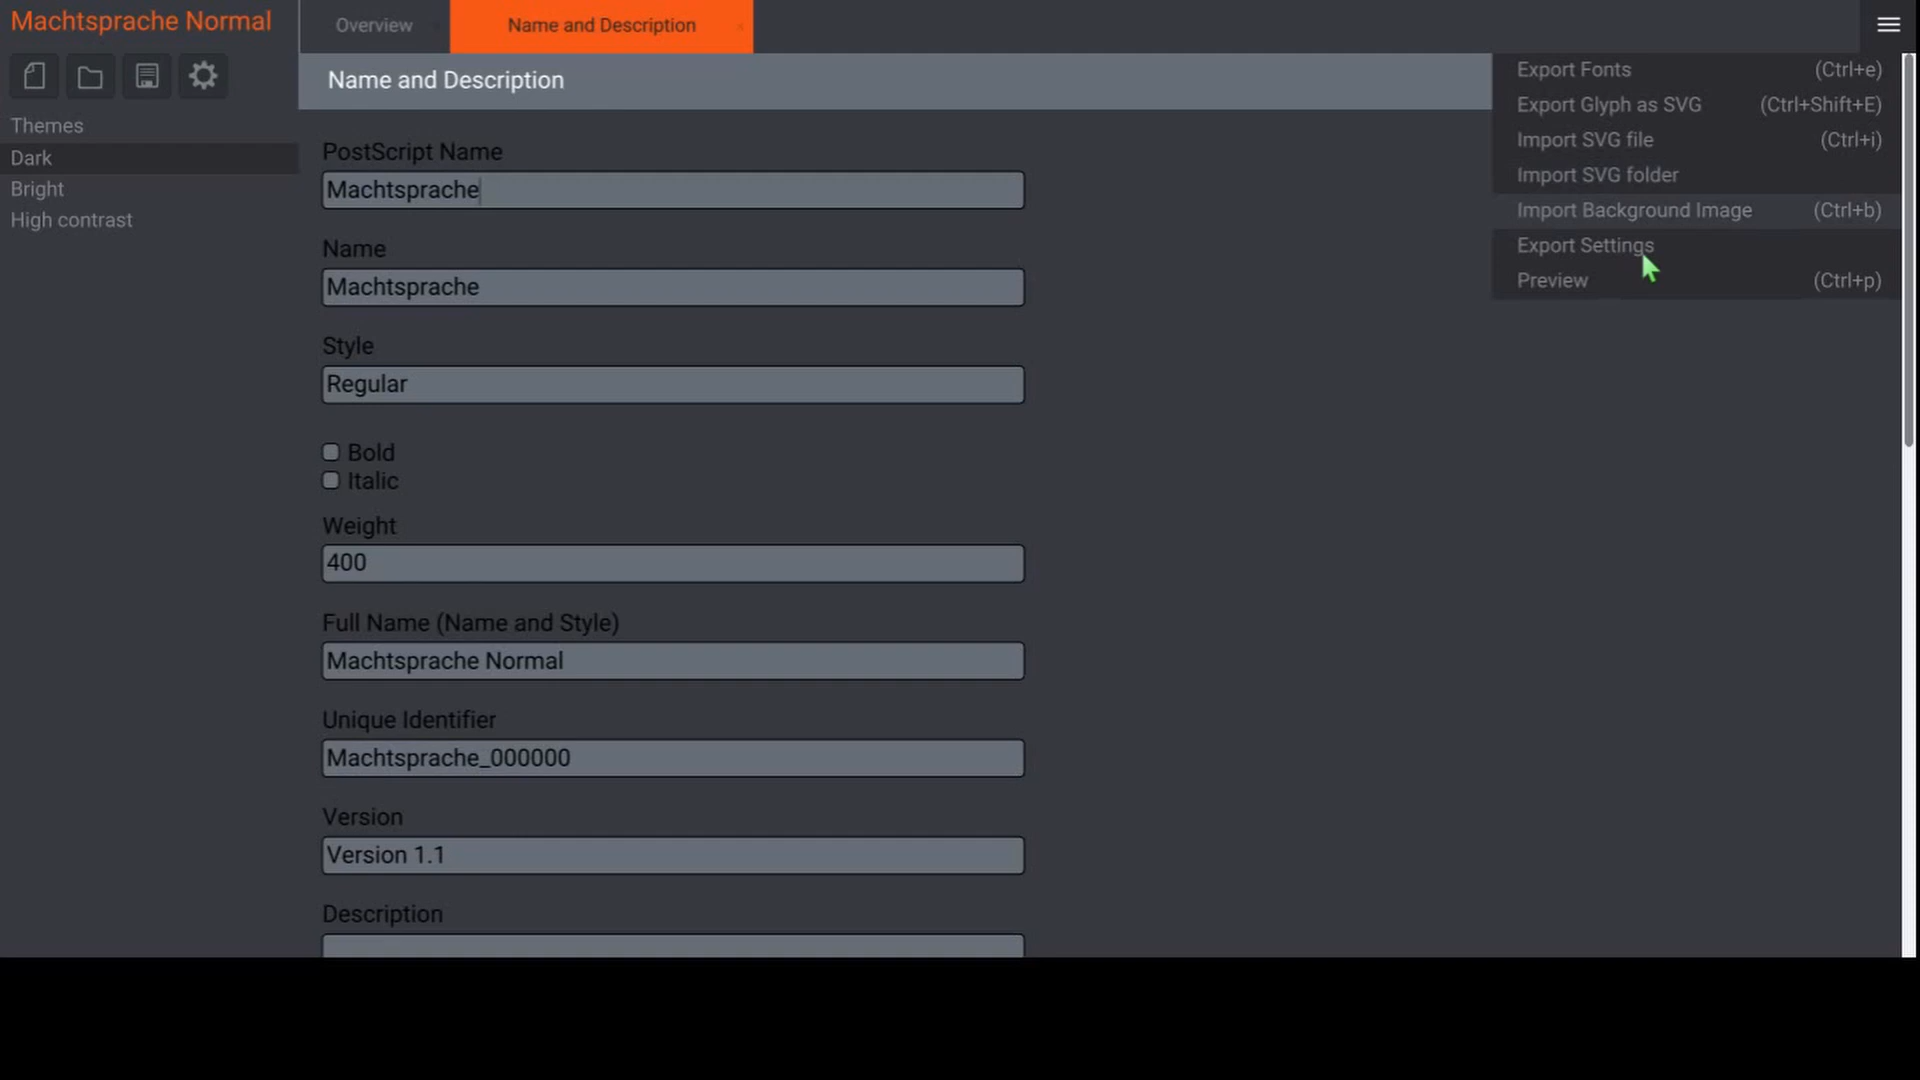 Machtsprache Normal
Overview
Name and Description
Name and Description
Themes
Dark
Bright
High contrast
PostScript Name
Machtsprache
Name
Machtsprache
Style
Regular
Bold
Italic
Weight
400
Full Name (Name and Style)
Machtsprache Normal
Unique Identifier
Machtsprache_000000
Version
Version 1.1
Description
Export Fonts (Ctrl+e)
Export Glyph as SVG (Ctrl+Shift+E)
Import SVG file (Ctrl+i)
Import SVG folder
Import Background Image (Ctrl+b)
Export Settings
Preview (Ctrl+p)